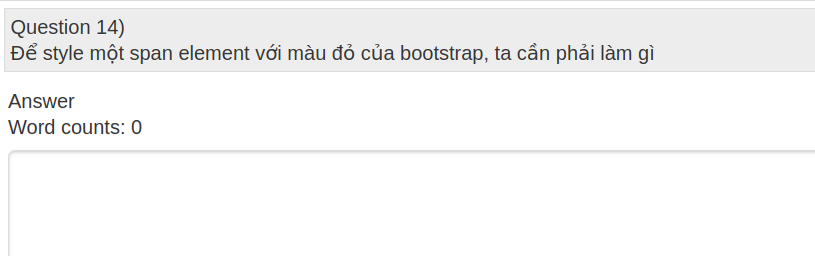 Question 14)
Để style một span element với màu đỏ của bootstrap, ta cần phải làm gì
Answer
Word counts: 0